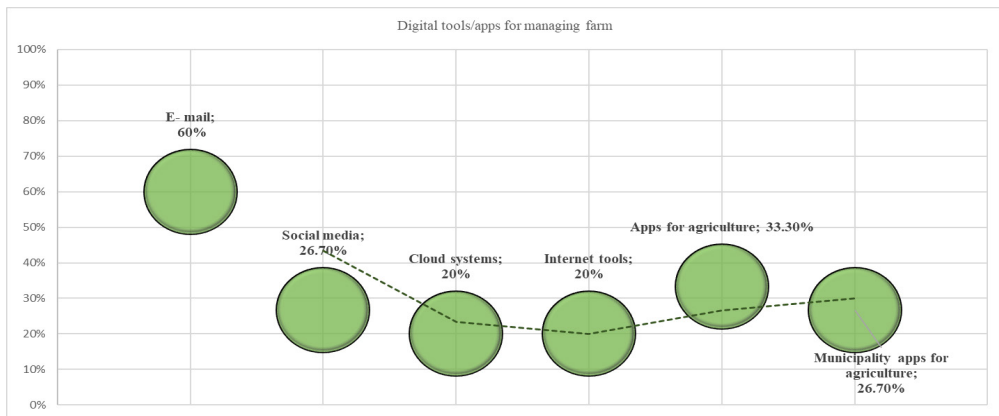 Digital tools/apps for managing farm
100%
90%
80%
70%
60%
50%
40%
30%
20%
10%
0%
E- mail;
60%
Social media;
26.70%
Cloud systems;
20%
Internet tools;
20%
Apps for agriculture; 33.30%
Municipality apps for
agriculture;
26.70%